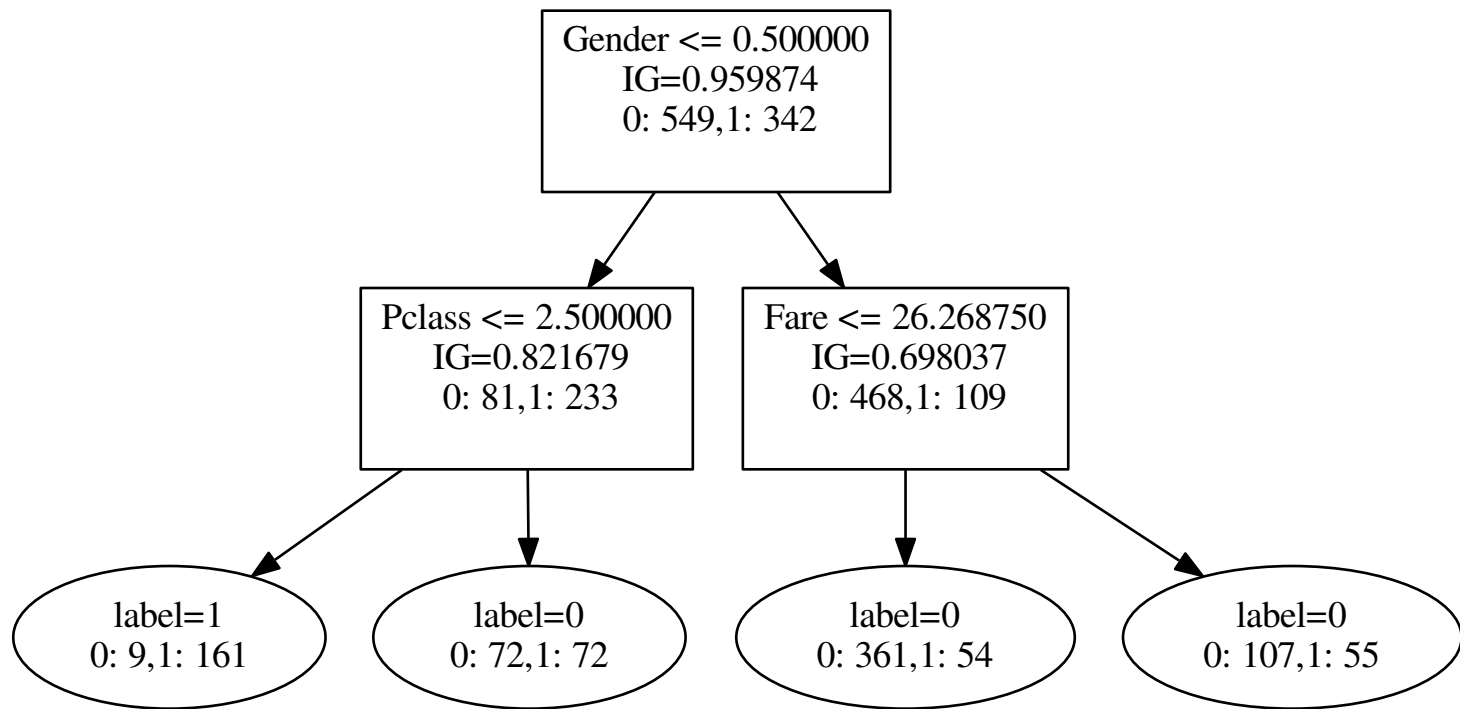 Gender <= 0.500000
IG=0.959874
0: 549,1: 342
Pclass <= 2.500000
IG=0.821679
0: 81,1: 233
Fare <= 26.268750
IG=0.698037
0: 468,1: 109
label=1
0: 9,1: 161
label=0
0: 72,1: 72
label=0
0: 361,1: 54
label=0
0: 107,1: 55